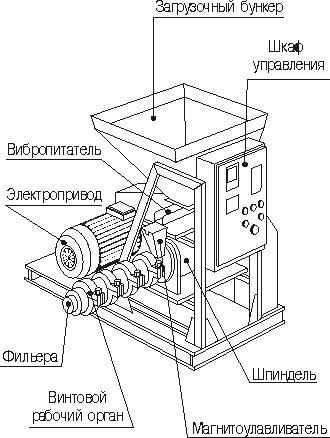 Загрузочный бункер
Шкаф
управления
Вибропитатель
Электропривод
Фильера
Винтовой
рабочий орган
Шпиндель
Магнитоулавливатель